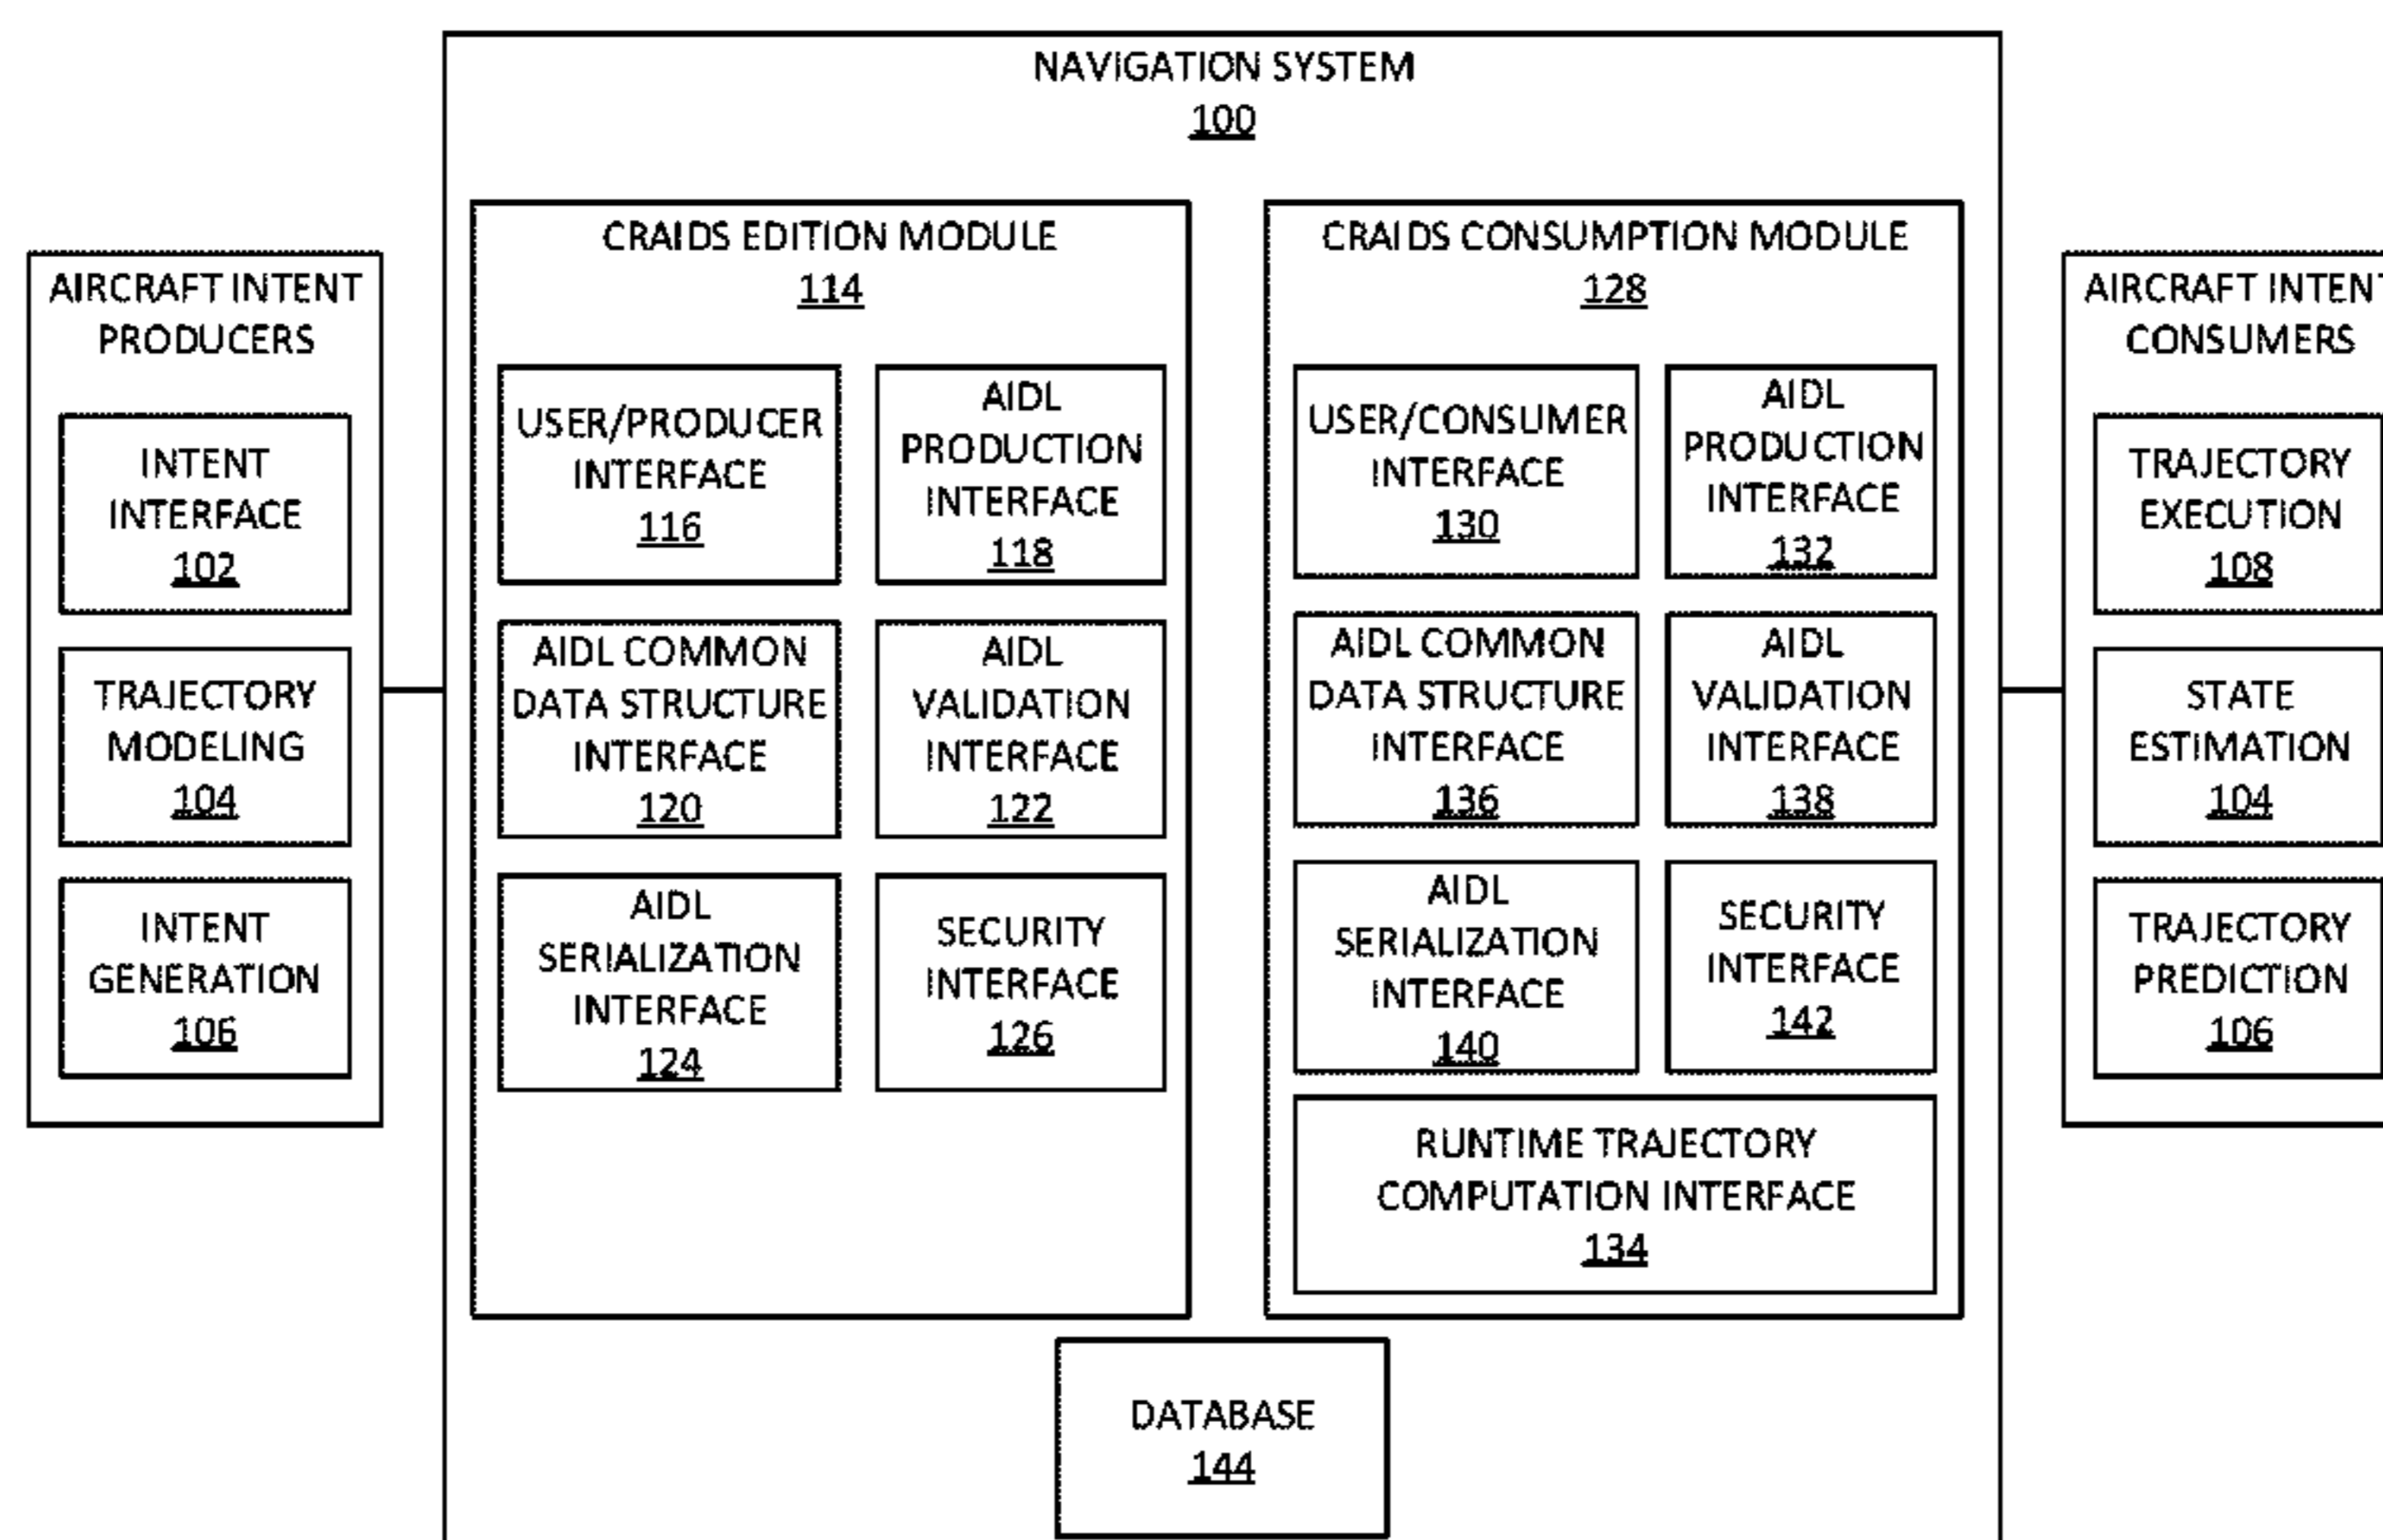 NAVIGATION SYSTEM
100
AIRCRAFT INTENT
PRODUCERS
INTENT
INTERFACE
102
TRAJECTORY
MODELING
104
INTENT
GENERATION
106
CRAIDS EDITION MODULE
114
USER/PRODUCER
INTERFACE
116
AIDL
PRODUCTION
INTERFACE
118
AIDL COMMON
DATA STRUCTURE
INTERFACE
120
AIDL
VALIDATION
INTERFACE
122
AIDL
SERIALIZATION
INTERFACE
124
SECURITY
INTERFACE
126
CRAIDS CONSUMPTION MODULE
128
USER/CONSUMER
INTERFACE
130
AIDL
PRODUCTION
INTERFACE
132
AIDL COMMON
DATA STRUCTURE
INTERFACE
136
AIDL
VALIDATION
INTERFACE
138
AIDL
SERIALIZATION
INTERFACE
140
SECURITY
INTERFACE
142
RUNTIME TRAJECTORY
COMPUTATION INTERFACE
134
AIRCRAFT INTENT
CONSUMERS
TRAJECTORY
EXECUTION
108
STATE
ESTIMATION
104
TRAJECTORY
PREDICTION
106
DATABASE
144